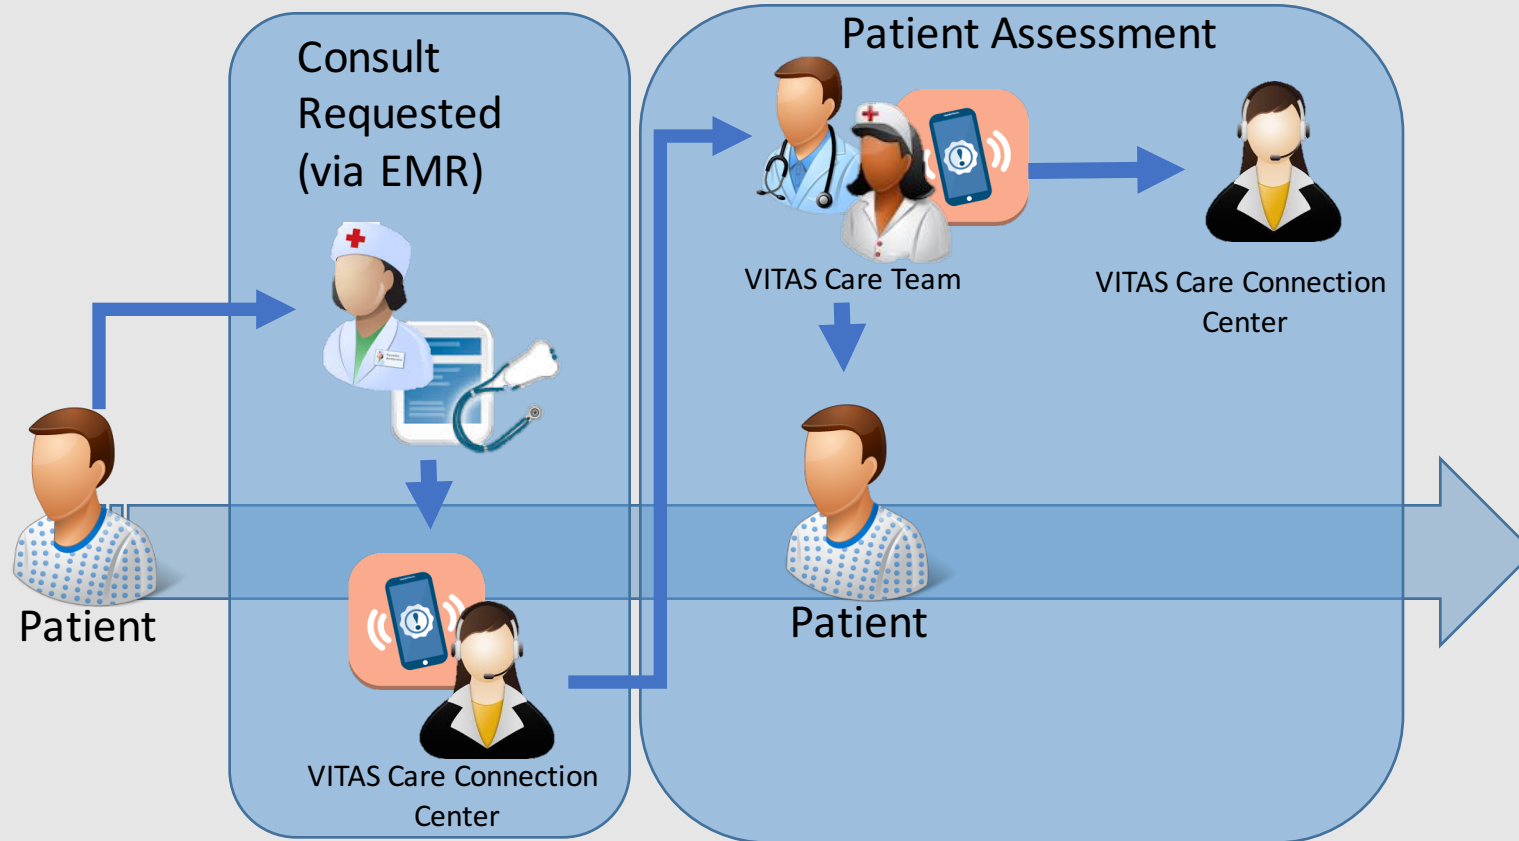 Consult
Requested
(via EMR)
Patient
VITAS Care Connection
Center
Patient Assessment
VITAS Care Team
VITAS Care Connection
Center
Patient